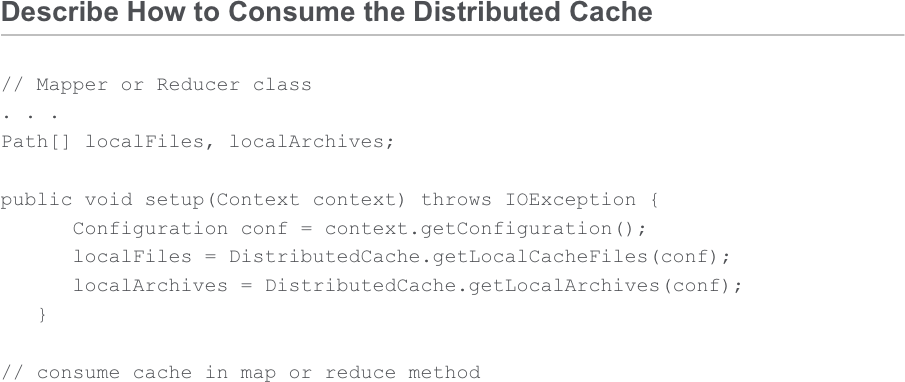 Describe How to Consume the Distributed Cache
// Mapper or Reducer class
. . .
Path[] localFiles, localArchives;
public void setup(Context context) throws IOException {
Configuration conf = context.getConfiguration();
localFiles = DistributedCache.getLocalCacheFiles(conf);
localArchives = DistributedCache.getLocalArchives(conf);
}
// consume cache in map or reduce method